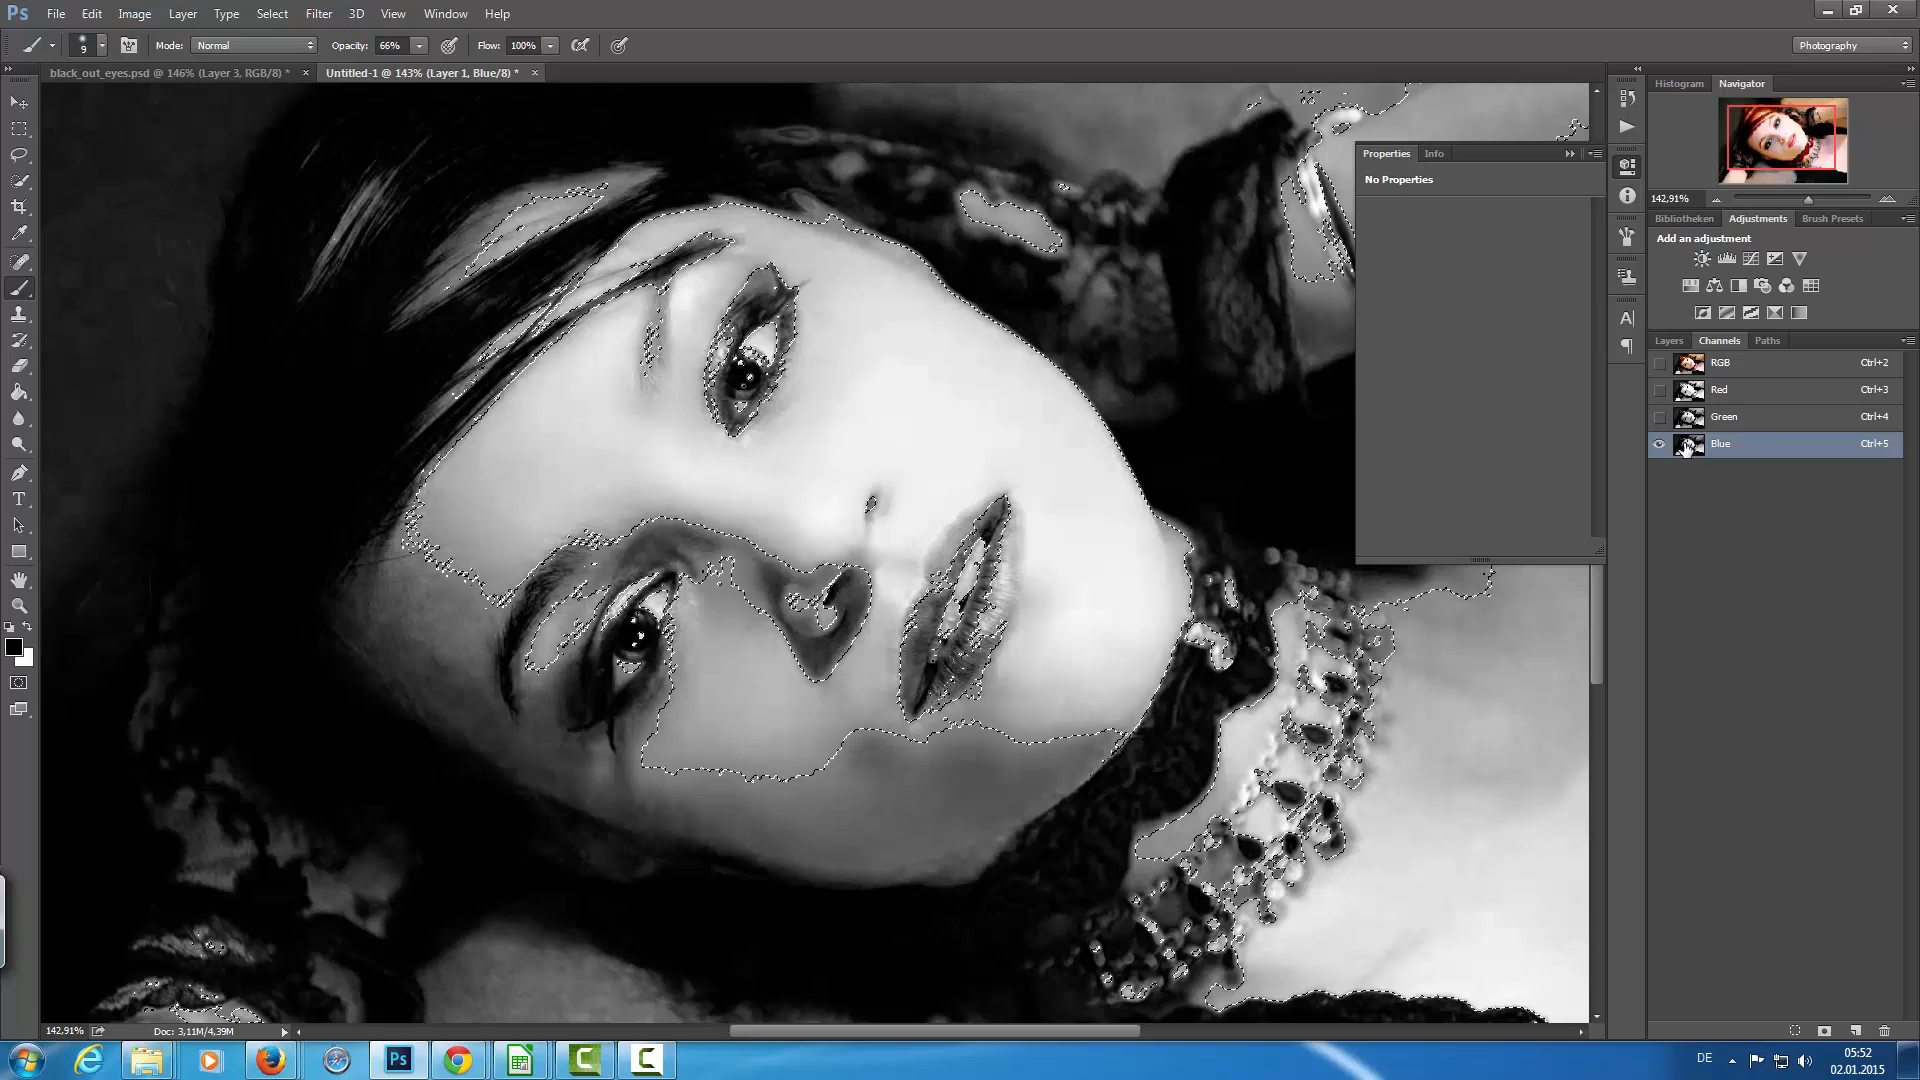 Ps File Edit Image Layer Type Select Filter 3D View Window Help
9 Mode: Normal Opacity: 66% Flow: 100% Photography
black_out_eyes.psd @ 146% (Layer 3, RGB/8) * × Untitled-1 @ 143% (Layer 1, Blue/8) * ×
Histogram Navigator
Properties Info
No Properties
142,91%
Bibliotheken Adjustments Brush Presets
Add an adjustment
Layers Channels Paths
RGB Ctrl+2
Red Ctrl+3
Green Ctrl+4
Blue Ctrl+5
142,91% Doc: 3,11M/4,39M
DE 05:52
02.01.2015